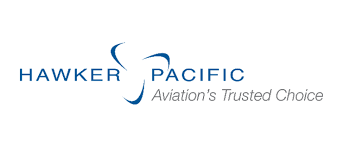 HAWKER PACIFIC
Aviation's Trusted Choice